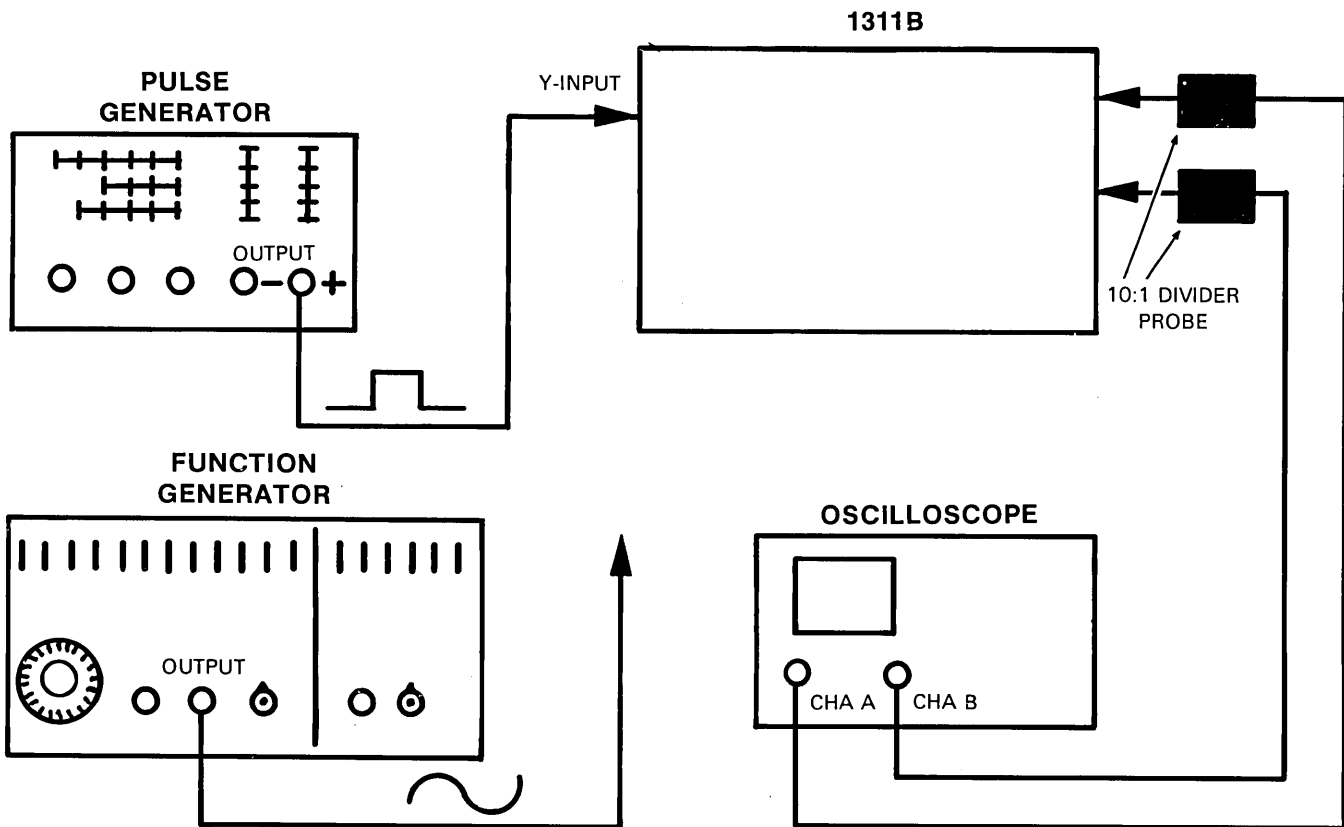 1311B
PULSE
GENERATOR
Y-INPUT
OUTPUT
− +
10:1 DIVIDER
PROBE
FUNCTION
GENERATOR
OUTPUT
OSCILLOSCOPE
CHA A
CHA B